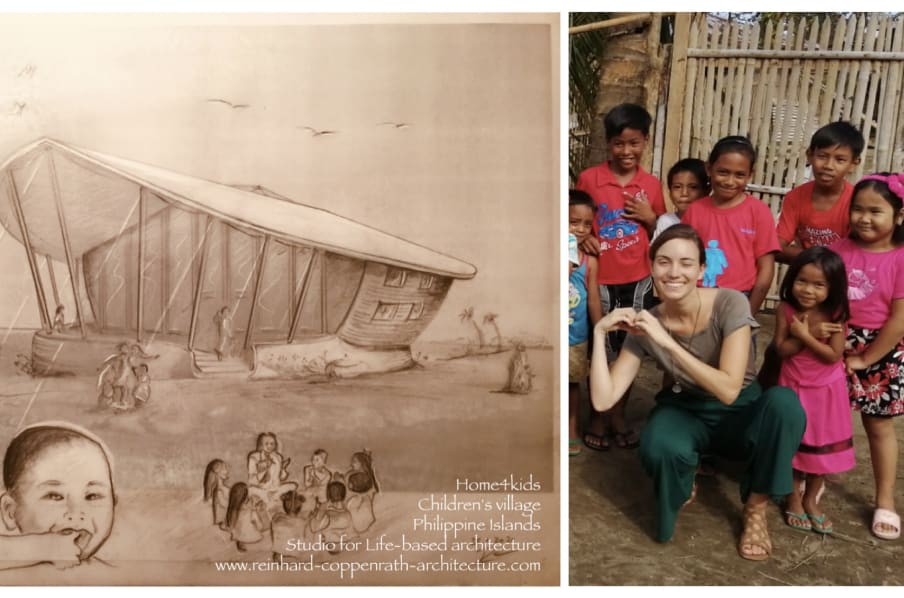 Home4kids
Children's village
Philippine Islands
Studio for Life-based architecture
www.reinhard-coppenrath-architecture.com